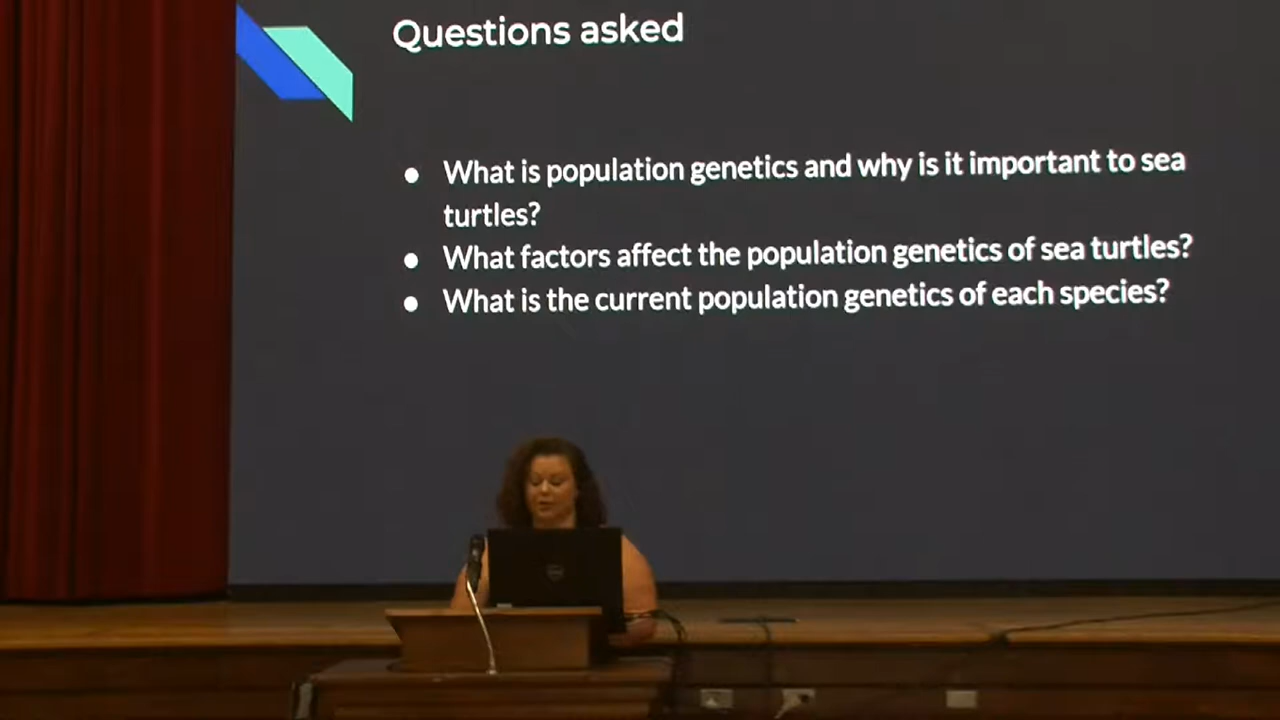 Questions asked
● What is population genetics and why is it important to sea
turtles?
● What factors affect the population genetics of sea turtles?
● What is the current population genetics of each species?